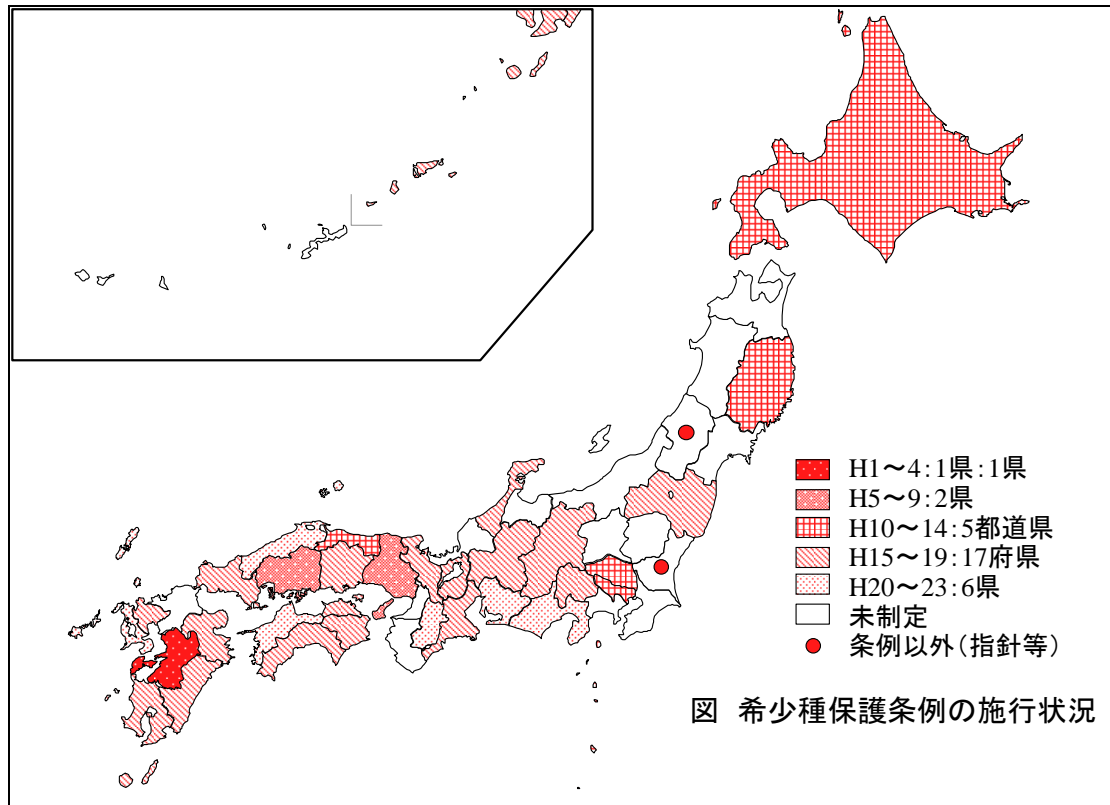 H1～4：1県：1県
H5～9：2県
H10～14：5都道県
H15～19：17府県
H20～23：6県
未制定
条例以外（指針等）
図 希少種保護条例の施行状況